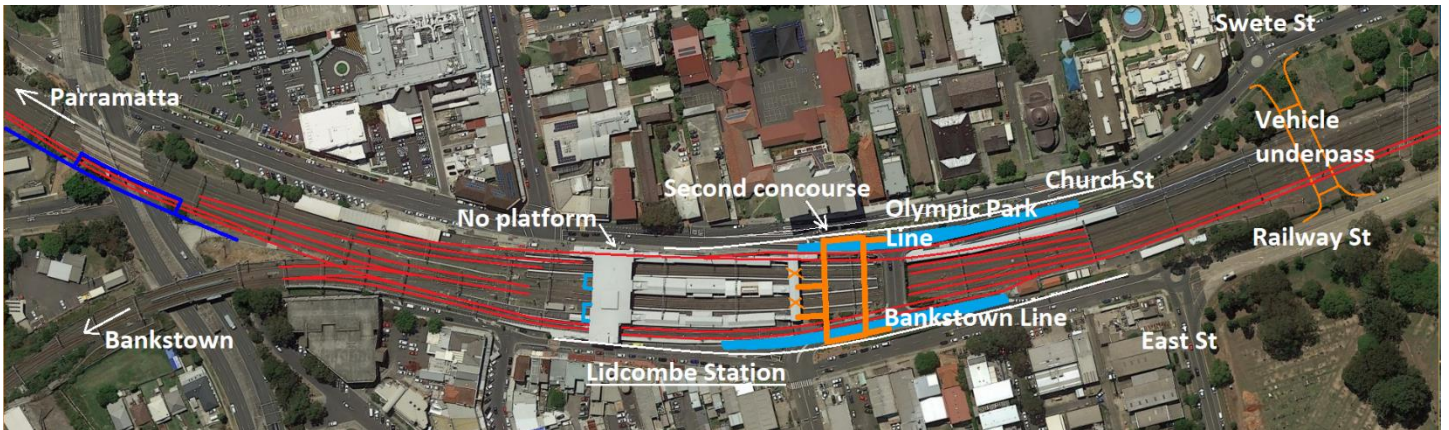 Swete St
Parramatta
Vehicle
underpass
Second concourse
Church St
No platform
Olympic Park
Line
Railway St
Bankstown
Bankstown Line
East St
Lidcombe Station